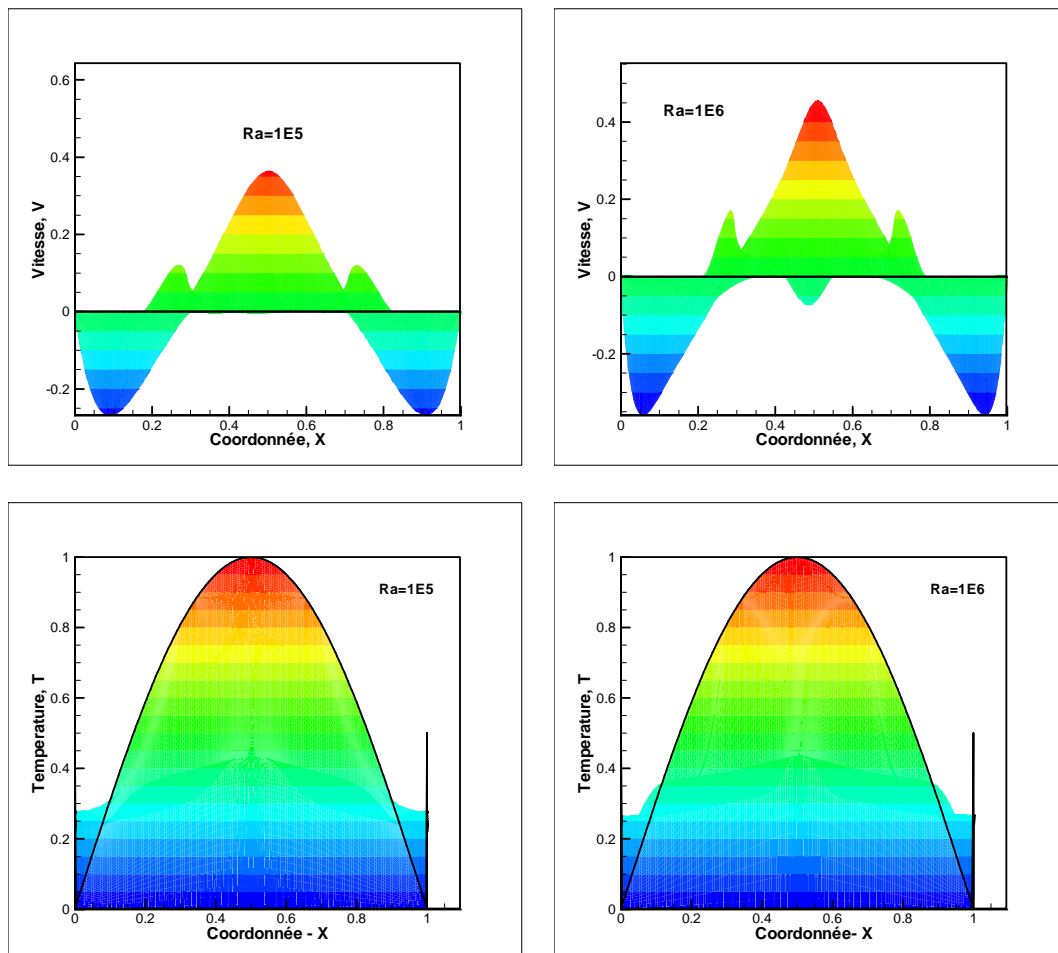 0.6
0.4
0.2
0
-0.2
Vitesse, V
Ra=1E5
0 0.2 0.4 0.6 0.8 1
Coordonnée, X
0.4
0.2
0
-0.2
Vitesse, V
Ra=1E6
0 0.2 0.4 0.6 0.8 1
Coordonnée, X
1
0.8
0.6
0.4
0.2
0
Temperature, T
Ra=1E5
0 0.2 0.4 0.6 0.8 1
Coordonnée - X
1
0.8
0.6
0.4
0.2
0
Temperature, T
Ra=1E6
0 0.2 0.4 0.6 0.8 1
Coordonnée- X